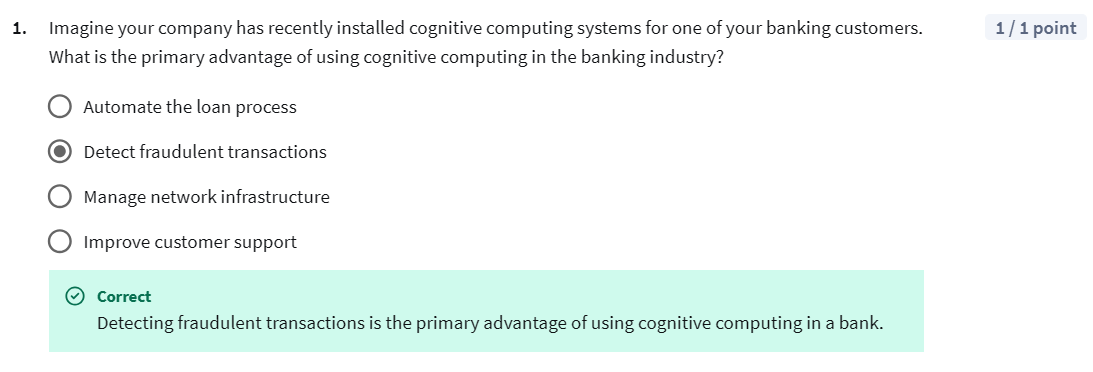 1. Imagine your company has recently installed cognitive computing systems for one of your banking customers. 1 / 1 point
What is the primary advantage of using cognitive computing in the banking industry?
Automate the loan process
Detect fraudulent transactions
Manage network infrastructure
Improve customer support
Correct
Detecting fraudulent transactions is the primary advantage of using cognitive computing in a bank.